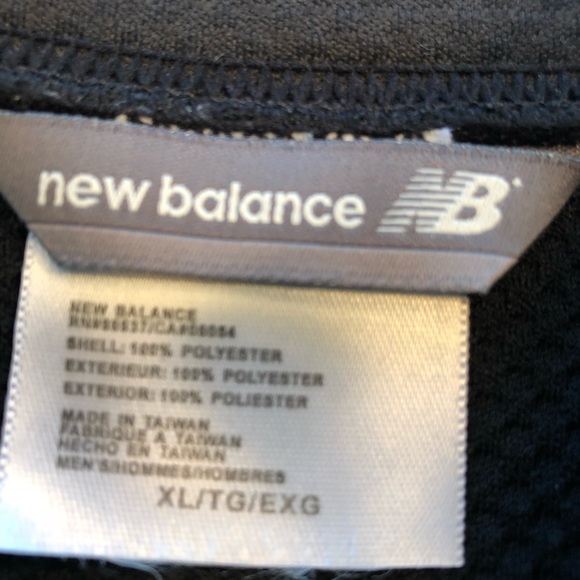 new balance NB
NEW BALANCE
SHELL: 100% POLYESTER
EXTERIEUR: 100% POLYESTER
EXTERIOR: 100% POLIESTER
MADE IN TAIWAN
FABRIQUE A TAIWAN
HECHO EN TAIWAN
MEN'S/HOMMES/HOMBRES
XL/TG/EXG